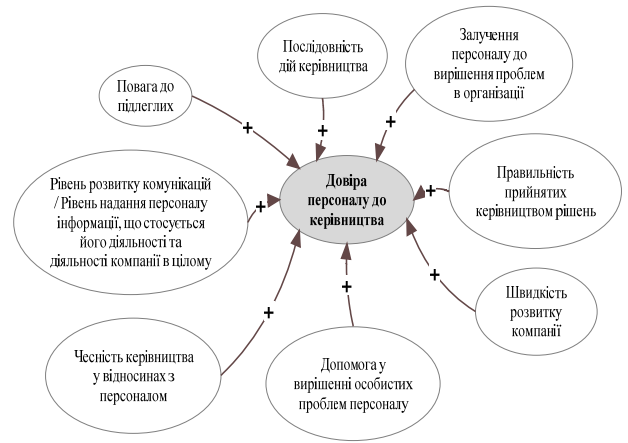 Послідовність
дій керівництва
Залучення
персоналу до
вирішення проблем
в організації
Повага до
підлеглих
+
+
+
Рівень розвитку комунікацій
/ Рівень надання персоналу
інформації, що стосується
його діяльності та
діяльності компанії в цілому
+
Довіра
персоналу до
керівництва
+
Правильність
прийнятих
керівництвом рішень
+
+
+
Швидкість
розвитку
компанії
Чесність керівництва
у відносинах з
персоналом
Допомога у
вирішенні особистих
проблем персоналу